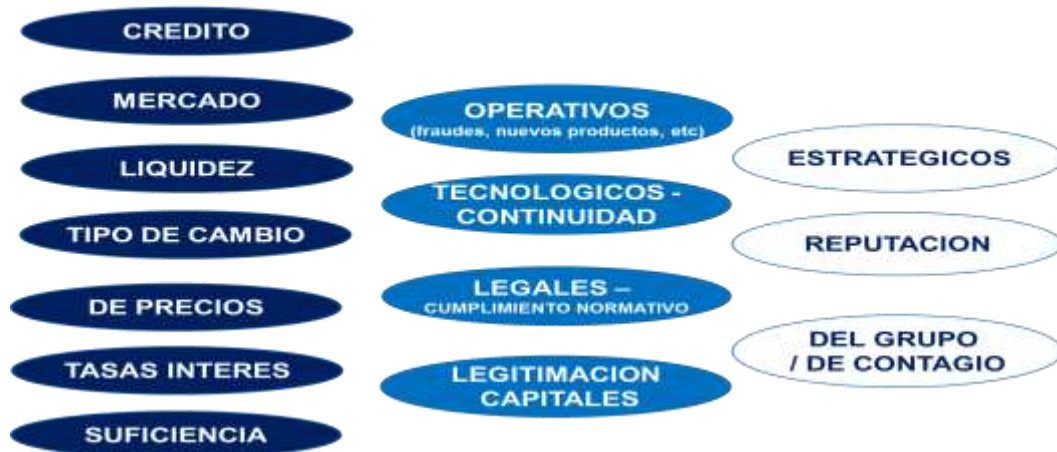 CREDITO
MERCADO
LIQUIDEZ
TIPO DE CAMBIO
DE PRECIOS
TASAS INTERES
SUFICIENCIA
OPERATIVOS
(fraudes, nuevos productos, etc)
TECNOLOGICOS -
CONTINUIDAD
LEGALES –
CUMPLIMIENTO NORMATIVO
LEGITIMACION
CAPITALES
ESTRATEGICOS
REPUTACION
DEL GRUPO
/ DE CONTAGIO